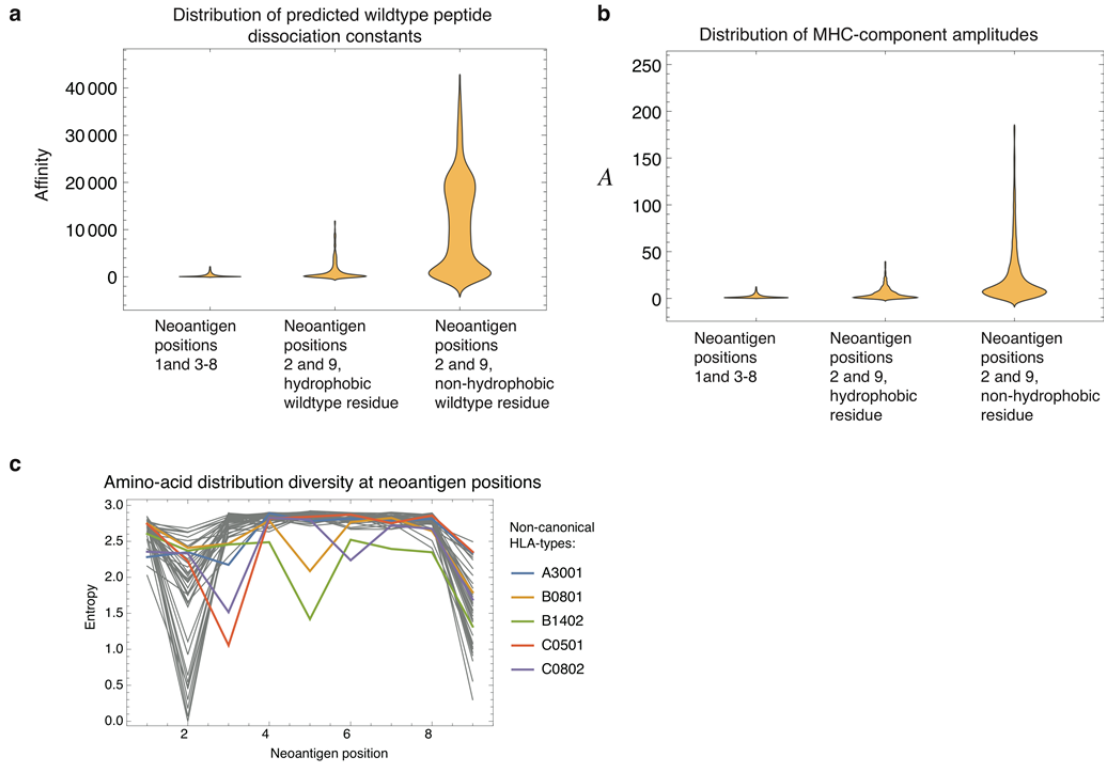 a
Distribution of predicted wildtype peptide
dissociation constants
40 000
30 000
20 000
10 000
0
Affinity
Neoantigen
positions
1and 3-8
Neoantigen
positions
2 and 9,
hydrophobic
wildtype residue
Neoantigen
positions
2 and 9,
non-hydrophobic
wildtype residue
b
Distribution of MHC-component amplitudes
250
200
150
100
50
0
A
Neoantigen
positions
1and 3-8
Neoantigen
positions
2 and 9,
hydrophobic
residue
Neoantigen
positions
2 and 9,
non-hydrophobic
residue
c
Amino-acid distribution diversity at neoantigen positions
3.0
2.5
2.0
1.5
1.0
0.5
0.0
Entropy
2
4
6
8
Neoantigen position
Non-canonical
HLA-types:
A3001
B0801
B1402
C0501
C0802